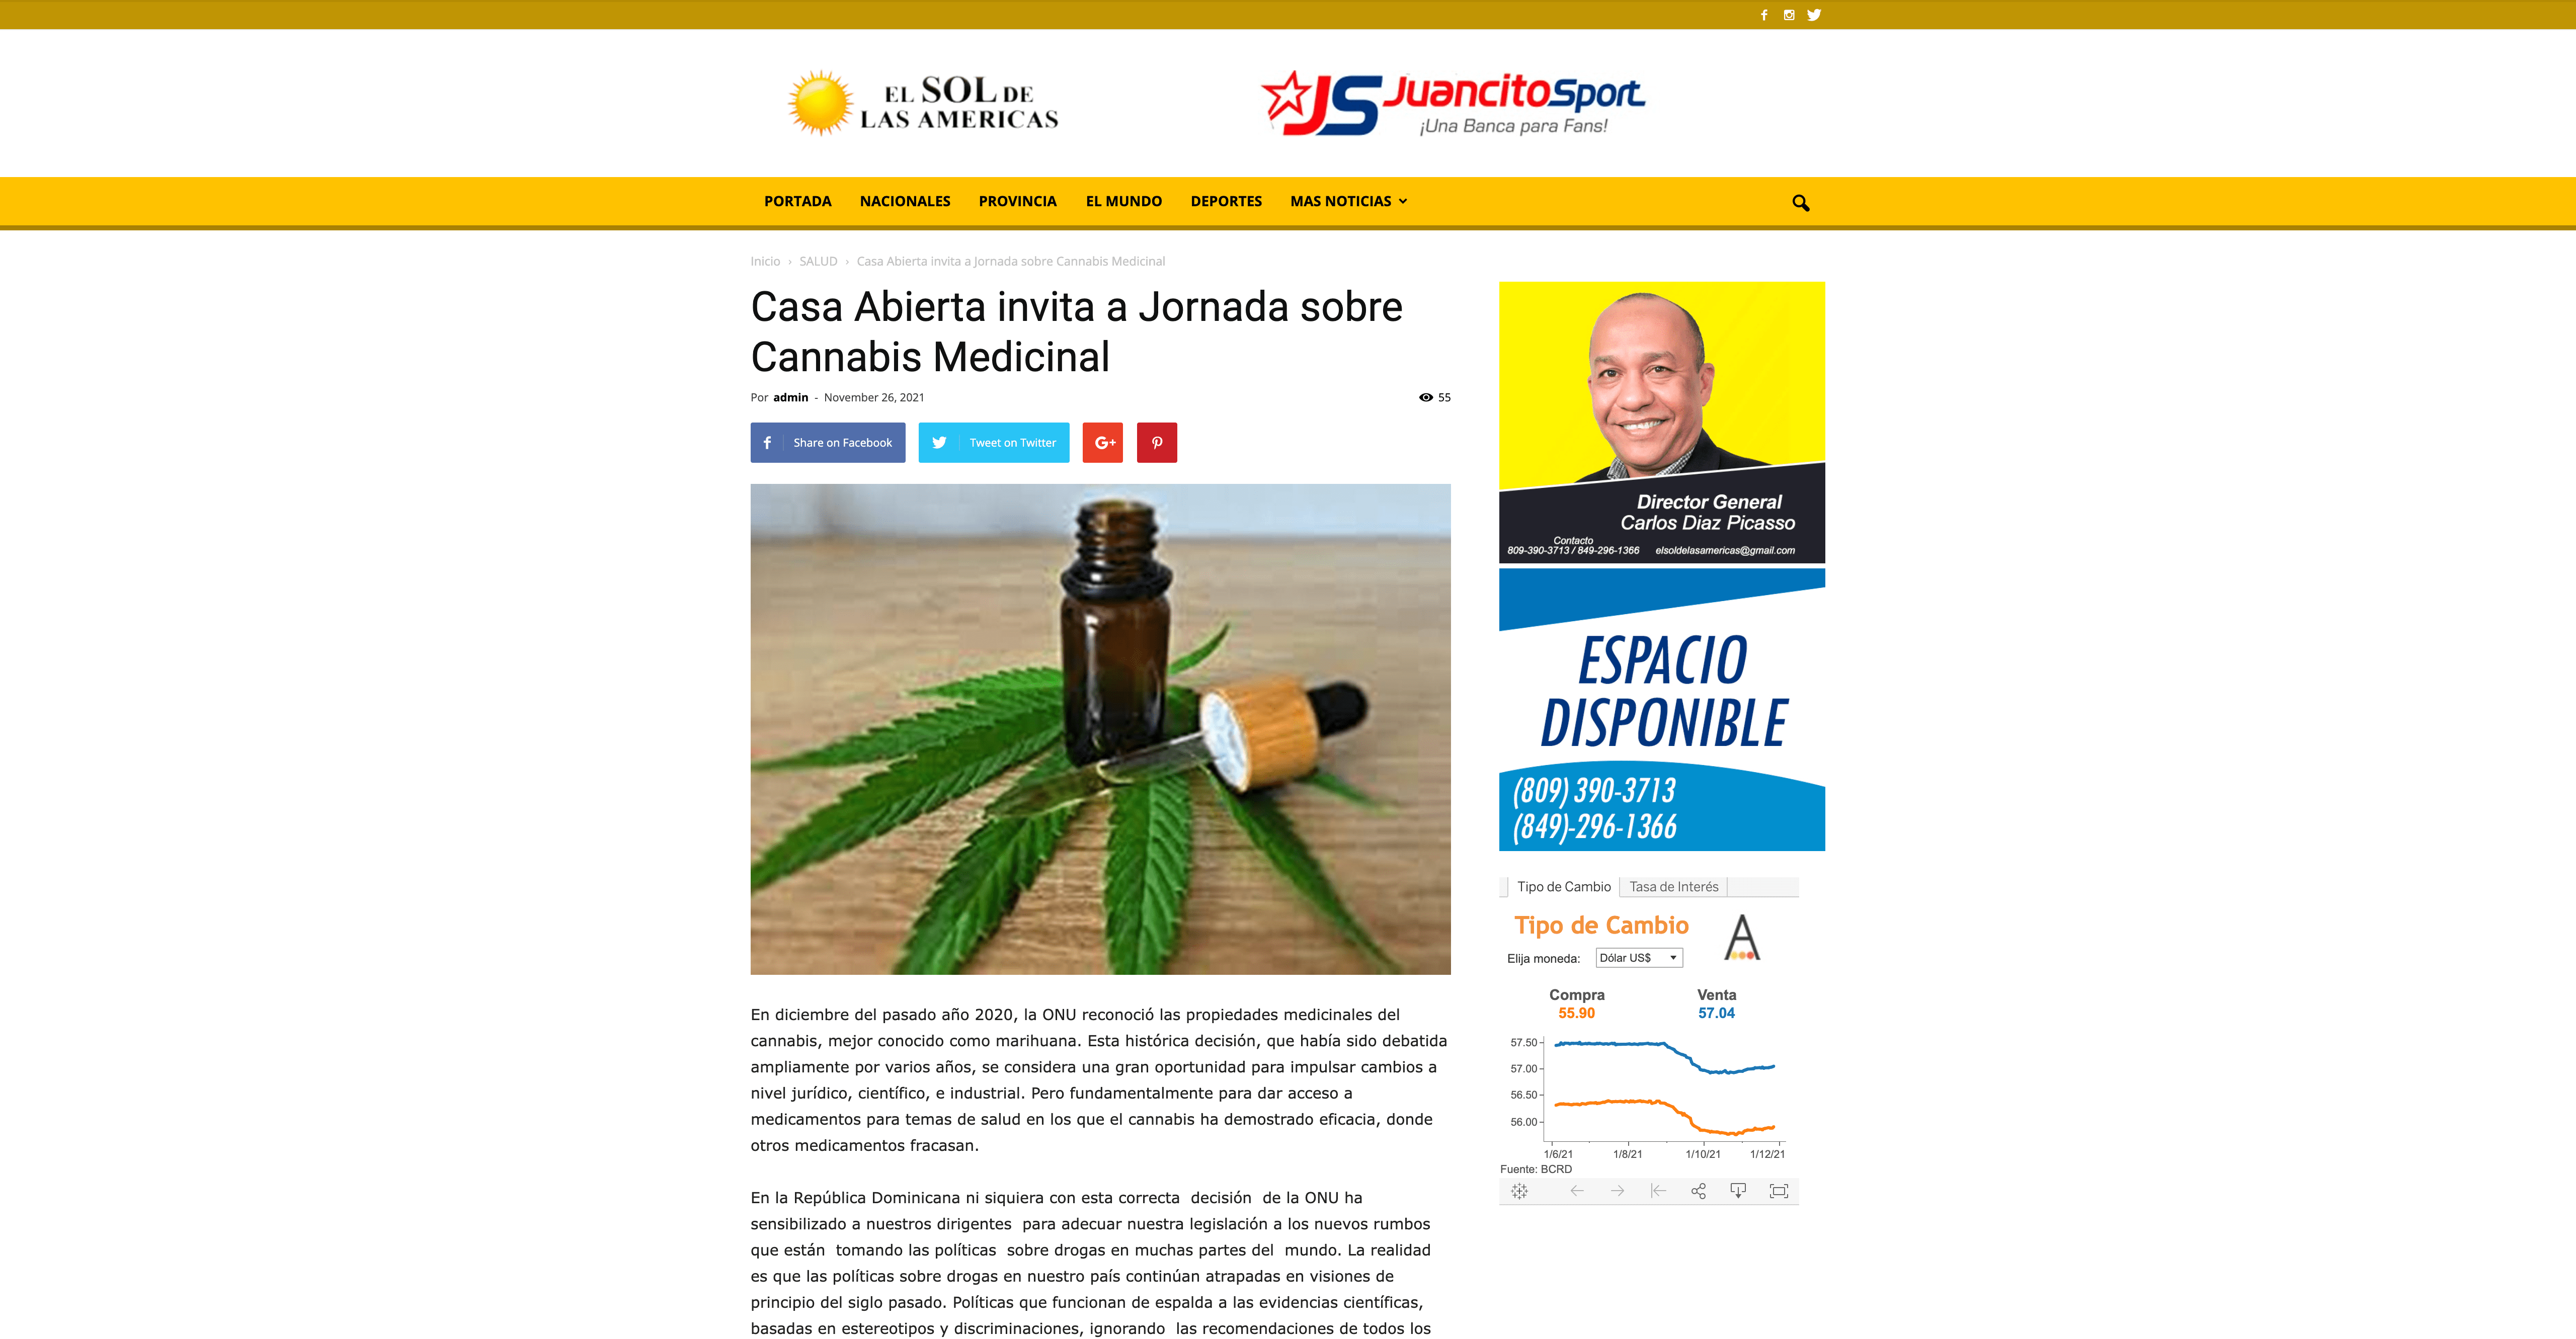 EL SOL DE
LAS AMERICAS
JS JuancitoSport
¡Una Banca para Fans!
PORTADA NACIONALES PROVINCIA EL MUNDO DEPORTES MAS NOTICIAS
Inicio › SALUD › Casa Abierta invita a Jornada sobre Cannabis Medicinal
Casa Abierta invita a Jornada sobre
Cannabis Medicinal
Por admin - November 26, 2021 55
Share on Facebook Tweet on Twitter G+
En diciembre del pasado año 2020, la ONU reconoció las propiedades medicinales del
cannabis, mejor conocido como marihuana. Esta histórica decisión, que había sido debatida
ampliamente por varios años, se considera una gran oportunidad para impulsar cambios a
nivel jurídico, científico, e industrial. Pero fundamentalmente para dar acceso a
medicamentos para temas de salud en los que el cannabis ha demostrado eficacia, donde
otros medicamentos fracasan.
En la República Dominicana ni siquiera con esta correcta  decisión  de la ONU ha
sensibilizado a nuestros dirigentes  para adecuar nuestra legislación a los nuevos rumbos
que están  tomando las políticas  sobre drogas en muchas partes del  mundo. La realidad
es que las políticas sobre drogas en nuestro país continúan atrapadas en visiones de
principio del siglo pasado. Políticas que funcionan de espalda a las evidencias científicas,
basadas en estereotipos y discriminaciones, ignorando  las recomendaciones de todos los
Director General
Carlos Diaz Picasso
Contacto
809-390-3713 / 849-296-1366 elsoldelasamericas@gmail.com
ESPACIO
DISPONIBLE
(809) 390-3713
(849)-296-1366
Tipo de Cambio Tasa de Interés
Tipo de Cambio
Elija moneda: Dólar US$
Compra Venta
55.90 57.04
57.50
57.00
56.50
56.00
1/6/21 1/8/21 1/10/21 1/12/21
Fuente: BCRD